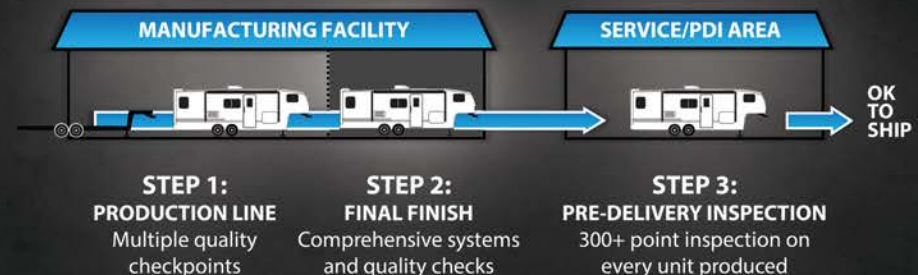 MANUFACTURING FACILITY
SERVICE/PDI AREA
OK
TO
SHIP
STEP 1:
PRODUCTION LINE
Multiple quality
checkpoints
STEP 2:
FINAL FINISH
Comprehensive systems
and quality checks
STEP 3:
PRE-DELIVERY INSPECTION
300+ point inspection on
every unit produced